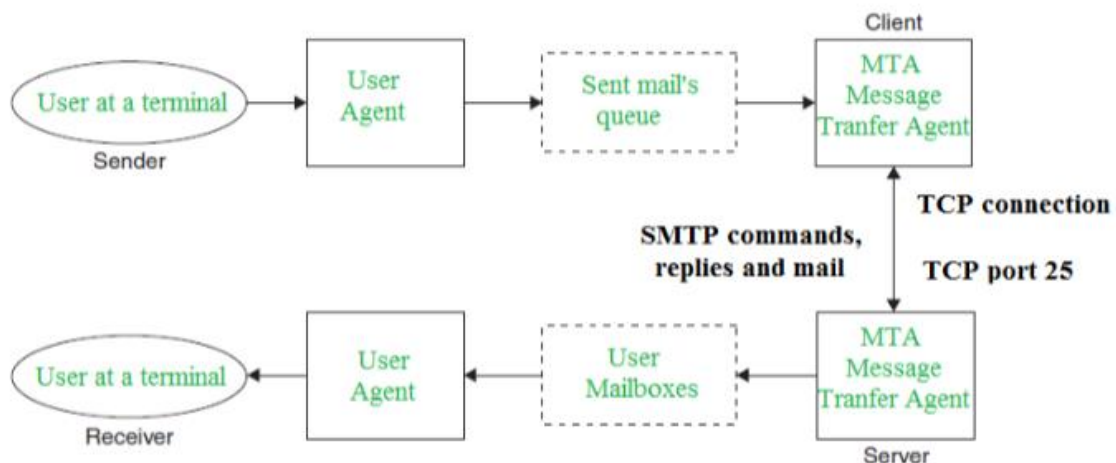 Client
User at a terminal
User
Agent
Sent mail's
queue
MTA
Message
Tranfer Agent
Sender
TCP connection
SMTP commands,
replies and mail
TCP port 25
User at a terminal
User
Agent
User
Mailboxes
MTA
Message
Tranfer Agent
Receiver
Server